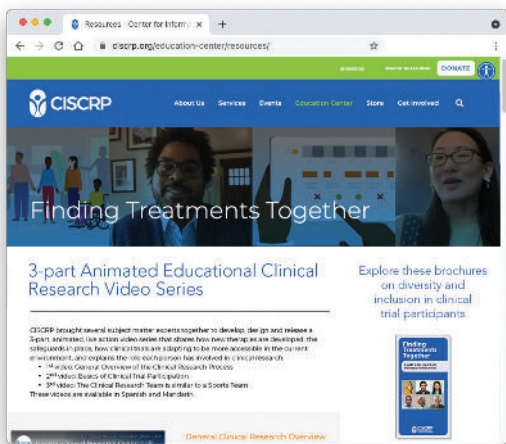 Resources - Center for Informa
ciscrp.org/education-center/resources/
DONATE
CISCRP
About Us Services Events Education Center Store Get Involved
Finding Treatments Together
3-part Animated Educational Clinical
Research Video Series
CISCRP brought several subject matter experts together to develop, design and release a
3-part, animated, live action video series that shares how new therapies are developed, the
safeguards in place, how clinical trials are adapting to be more accessible in the current
environment, and explains the role each person has involved in clinical research.
• 1st video: General Overview of the Clinical Research Process
• 2nd video: Basics of Clinical Trial Participation
• 3rd video: The Clinical Research Team is similar to a Sports Team
These videos are available in Spanish and Mandarin.
Explore these brochures
on diversity and
inclusion in clinical
trial participants
Finding
Treatments
Together
CISCRP
General Clinical Research Overview